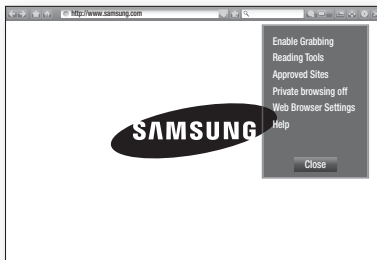 http://www.samsung.com
Enable Grabbing
Reading Tools
Approved Sites
Private browsing off
Web Browser Settings
Help
SAMSUNG
Close